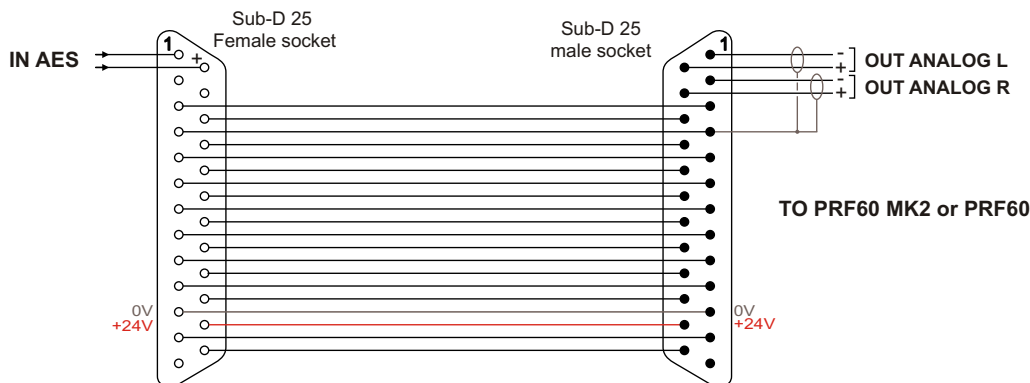 Sub-D 25
Female socket
Sub-D 25
male socket
1
1
IN AES
+
-
+
OUT ANALOG L
-
+
OUT ANALOG R
TO PRF60 MK2 or PRF60
0V
+24V
0V
+24V